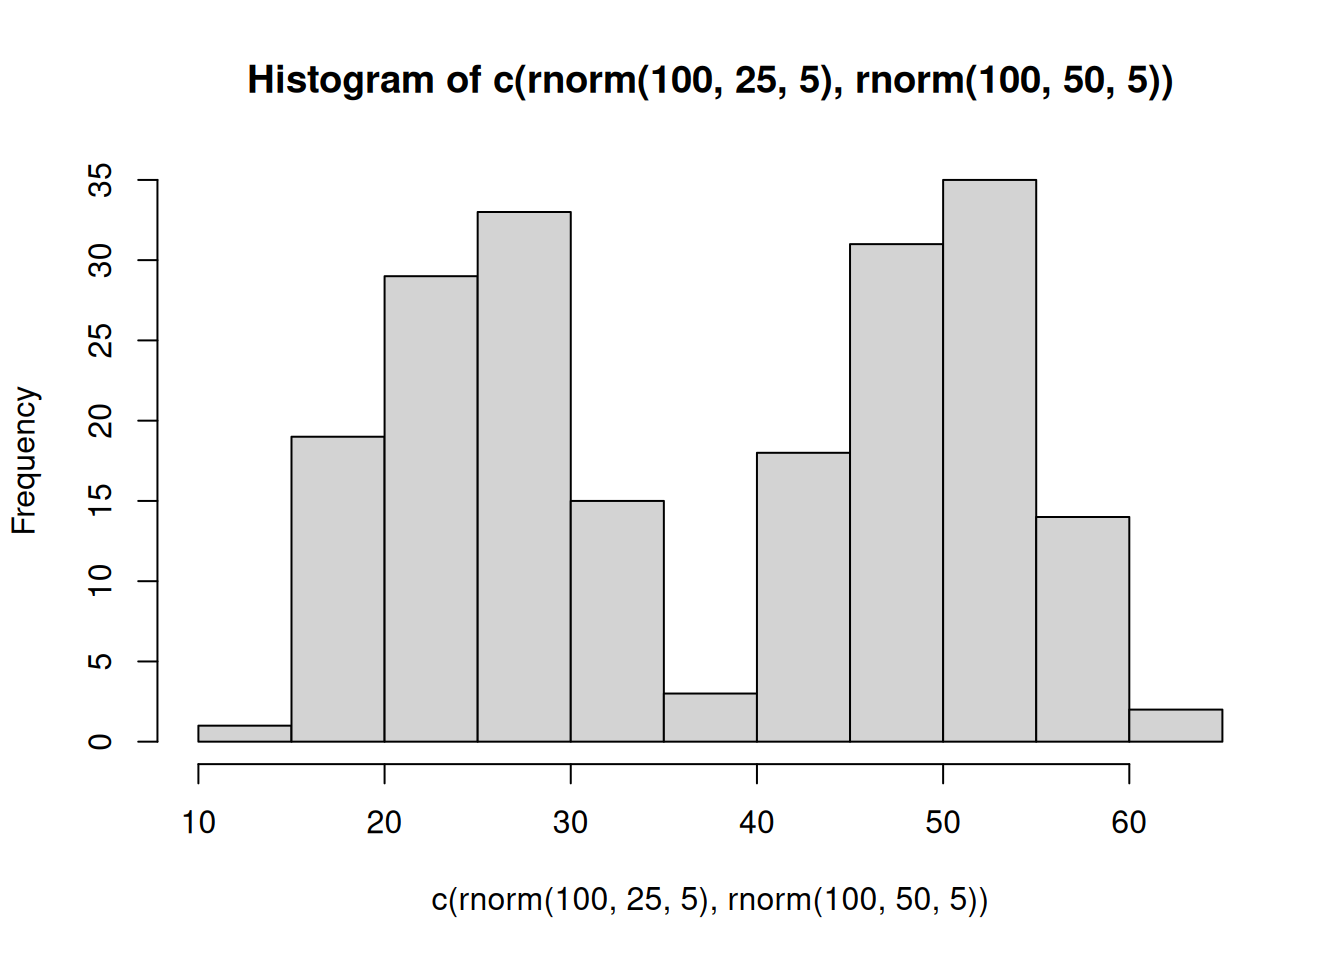 Histogram of c(rnorm(100, 25, 5), rnorm(100, 50, 5))
35
30
25
20
15
10
5
0
Frequency
10 20 30 40 50 60
c(rnorm(100, 25, 5), rnorm(100, 50, 5))